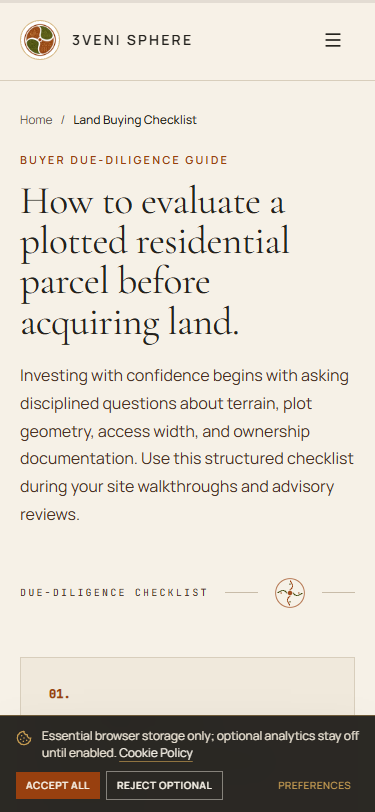 3VENI SPHERE
Home / Land Buying Checklist
BUYER DUE-DILIGENCE GUIDE
How to evaluate a
plotted residential
parcel before
acquiring land.
Investing with confidence begins with asking
disciplined questions about terrain, plot
geometry, access width, and ownership
documentation. Use this structured checklist
during your site walkthroughs and advisory
reviews.
DUE-DILIGENCE CHECKLIST
01.
Essential browser storage only; optional analytics stay off
until enabled. Cookie Policy
ACCEPT ALL REJECT OPTIONAL PREFERENCES